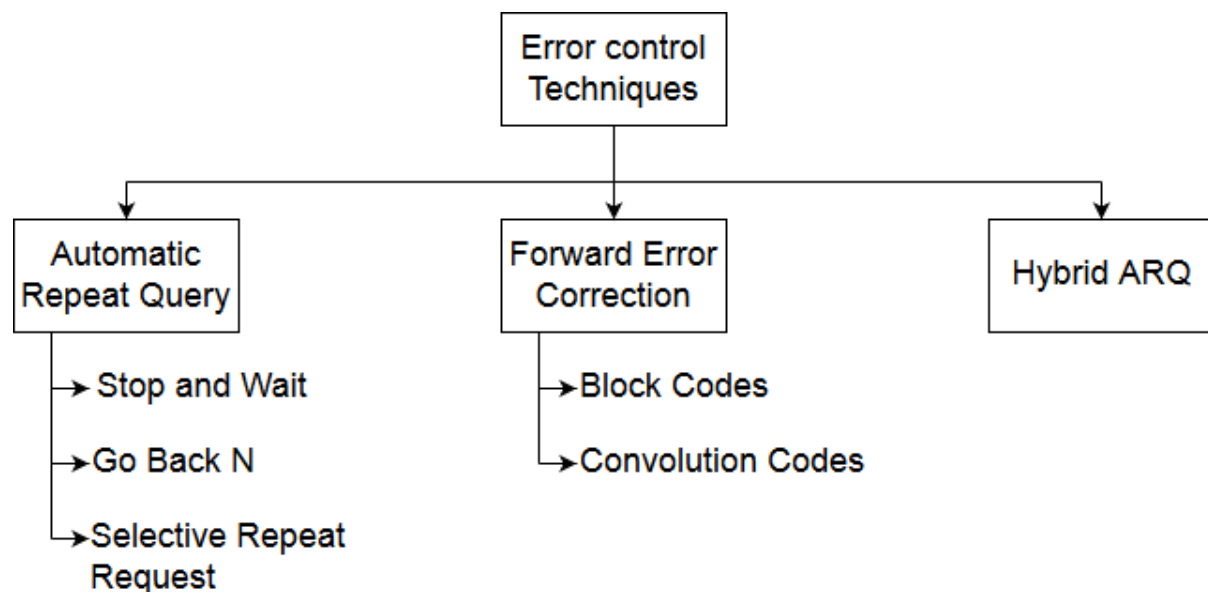 Error control
Techniques
Automatic
Repeat Query
Forward Error
Correction
Hybrid ARQ
Stop and Wait
Go Back N
Selective Repeat
Request
Block Codes
Convolution Codes